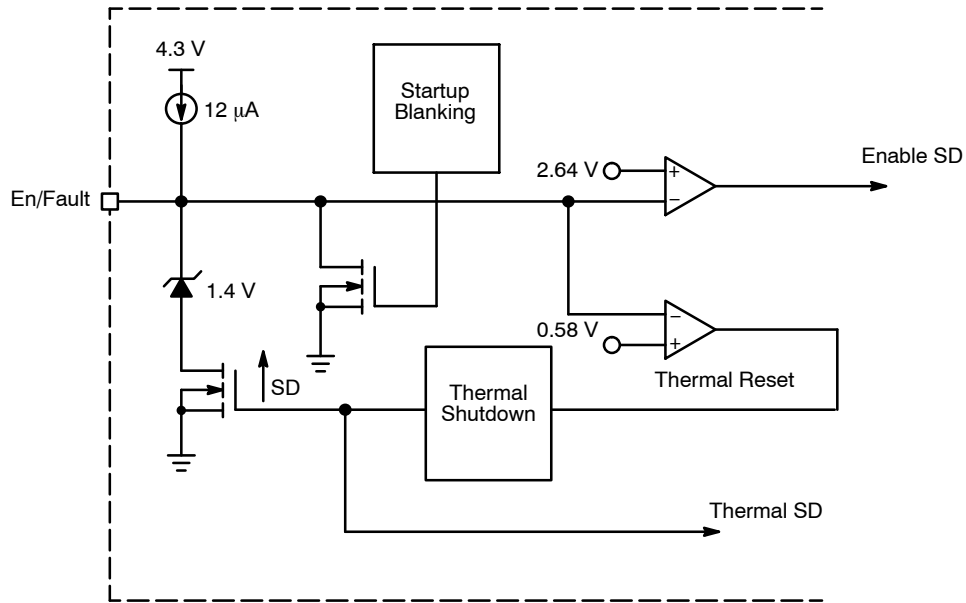 4.3 V
12 μA
Startup
Blanking
2.64 V
+
−
Enable SD
En/Fault
1.4 V
−
0.58 V
+
Thermal Reset
SD
Thermal
Shutdown
Thermal SD